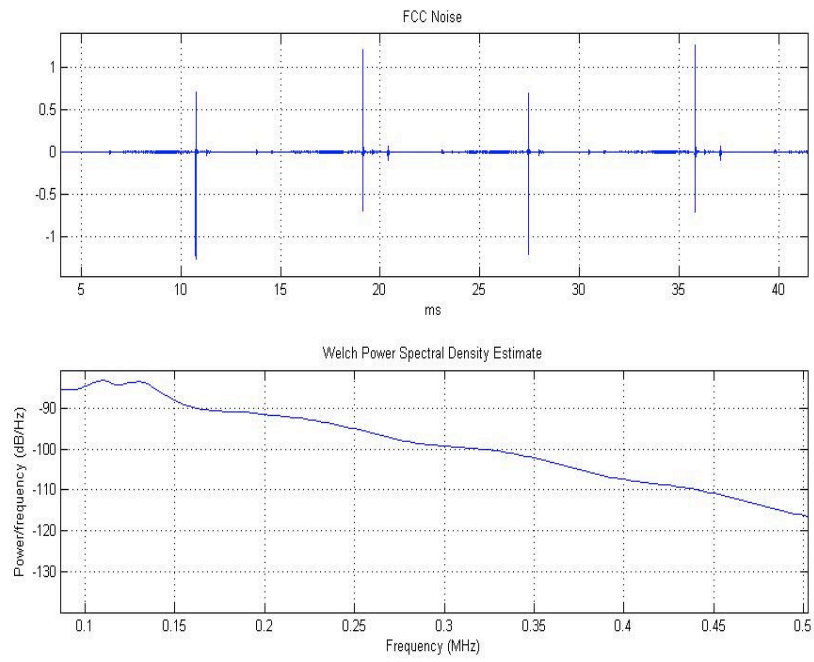 FCC Noise
1
0.5
0
-0.5
-1
5 10 15 20 25 30 35 40
ms
Welch Power Spectral Density Estimate
Power/frequency (dB/Hz)
-90
-100
-110
-120
-130
0.1 0.15 0.2 0.25 0.3 0.35 0.4 0.45 0.5
Frequency (MHz)